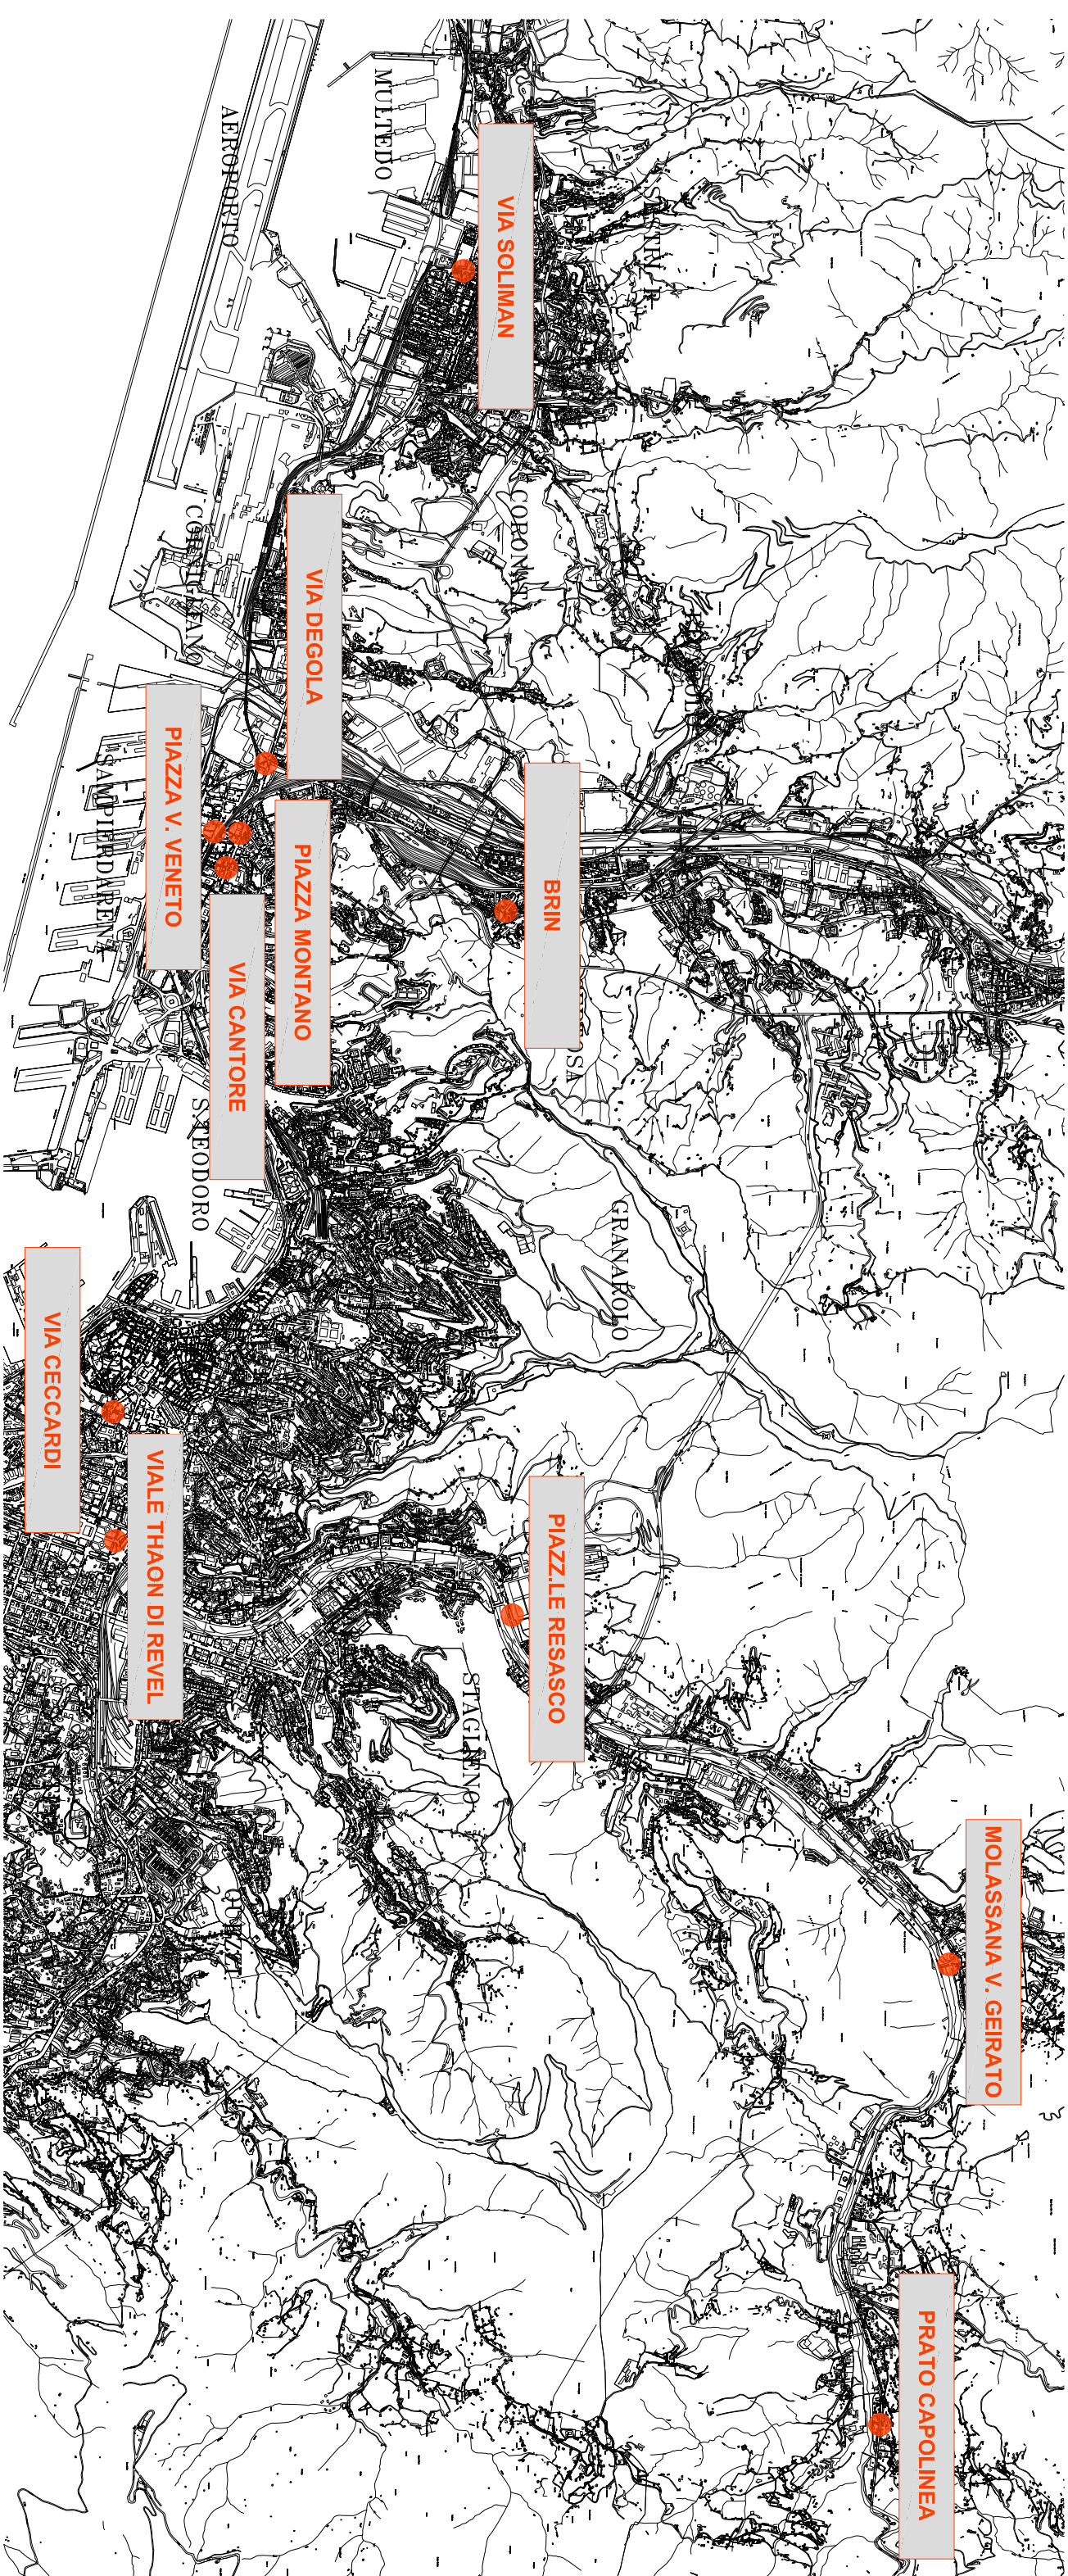 VIA SOLIMAN
MULTEDO
AEROPORTO
VIA DEGOLA
CORNIGLIANO
PIAZZA V. VENETO
PIAZZA MONTANO
SAMPIERDARENA
BRIN
VIA CANTORE
S.TEODORO
GRANAROLO
VIA CECCARDI
VIALE THAON DI REVEL
PIAZZ.LE RESASCO
STAGLIENO
MOLASSANA V. GEIRATO
PRATO CAPOLINEA